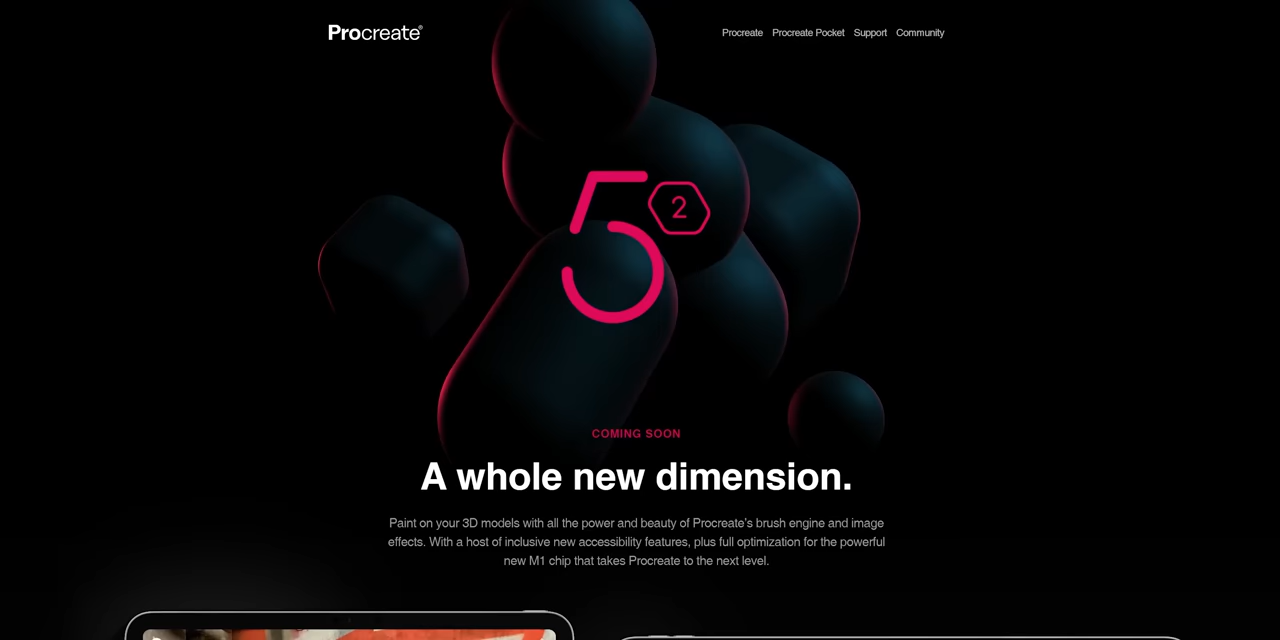 Procreate®
Procreate Procreate Pocket Support Community
5 2
COMING SOON
A whole new dimension.
Paint on your 3D models with all the power and beauty of Procreate's brush engine and image
effects. With a host of inclusive new accessibility features, plus full optimization for the powerful
new M1 chip that takes Procreate to the next level.